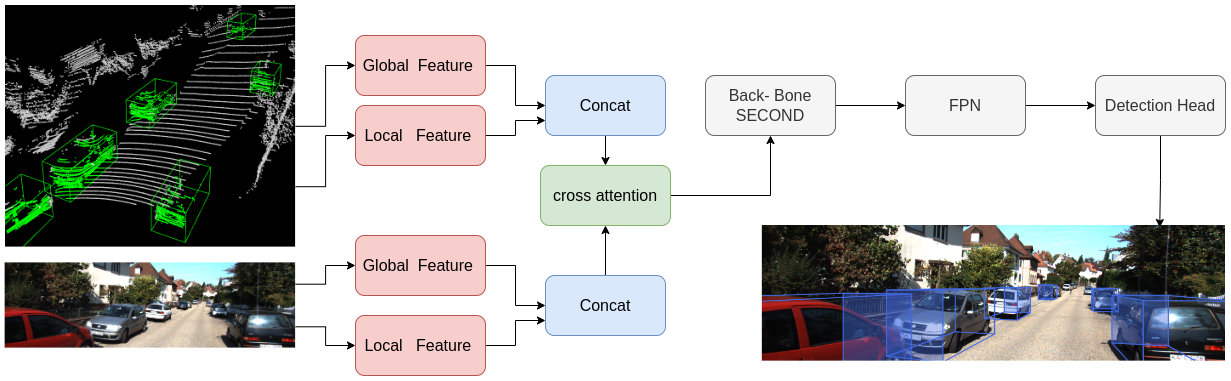 Global Feature
Local Feature
Concat
cross attention
Global Feature
Local Feature
Concat
Back- Bone
SECOND
FPN
Detection Head